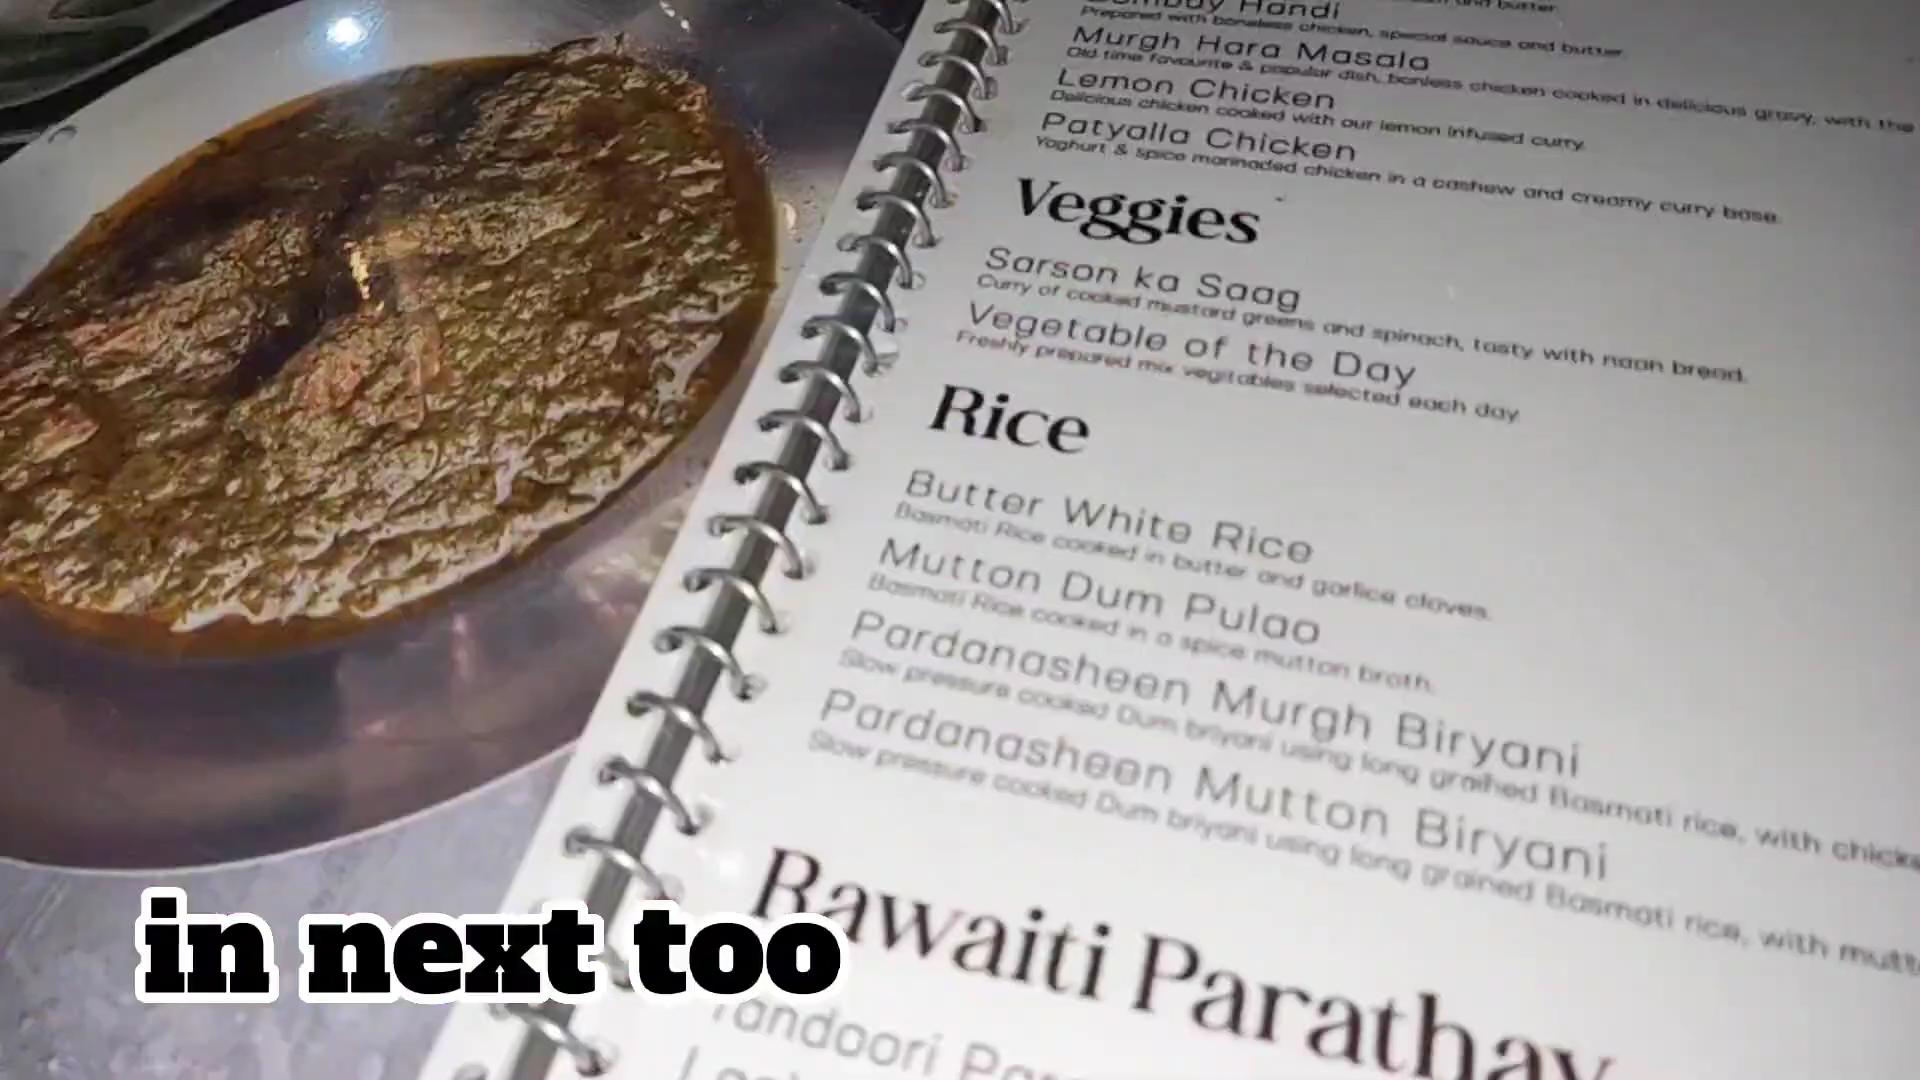 and butter.
Bombay Handi
Prepared with boneless chicken, special sauce and butter.
Murgh Hara Masala
Old time favourite & popular dish, bonless chicken cooked in delicious gravy, with the
Lemon Chicken
Delicious chicken cooked with our lemon infused curry.
Patyalla Chicken
Yoghurt & spice marinaded chicken in a cashew and creamy curry base.
Veggies
Sarson ka Saag
Curry of cooked mustard greens and spinach, tasty with naan bread.
Vegetable of the Day
Freshly prepared mix vegitables selected each day.
Rice
Butter White Rice
Basmati Rice cooked in butter and garlice cloves.
Mutton Dum Pulao
Basmati Rice cooked in a spice mutton broth.
Pardanasheen Murgh Biryani
Slow pressure cooked Dum briyani using long grained Basmati rice, with
Pardanasheen Mutton Biryani
Slow pressure cooked Dum briyani using long grained Basmati rice, with
Rawaiti Parathay
Tandoori
in next too